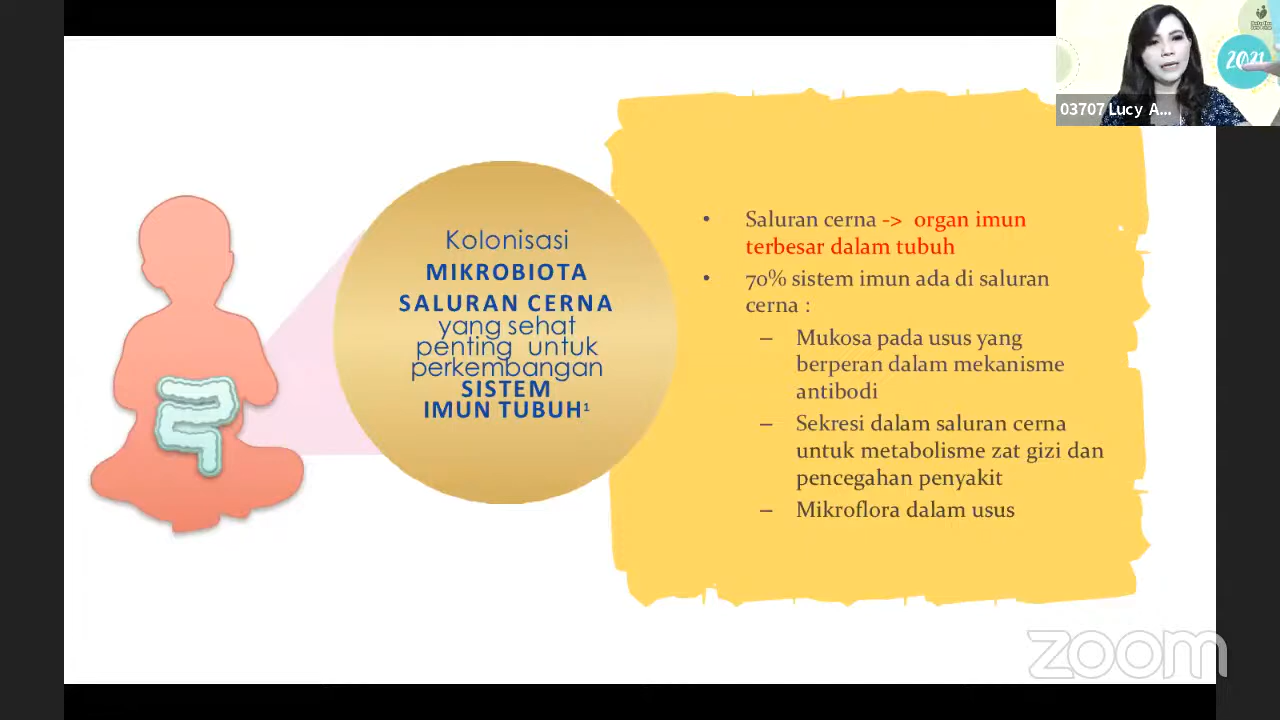 2021
03707 Lucy A...
Kolonisasi
MIKROBIOTA
SALURAN CERNA
yang sehat
penting untuk
perkembangan
SISTEM
IMUN TUBUH¹
• Saluran cerna -> organ imun
terbesar dalam tubuh
• 70% sistem imun ada di saluran
cerna :
– Mukosa pada usus yang
berperan dalam mekanisme
antibodi
– Sekresi dalam saluran cerna
untuk metabolisme zat gizi dan
pencegahan penyakit
– Mikroflora dalam usus
zoom